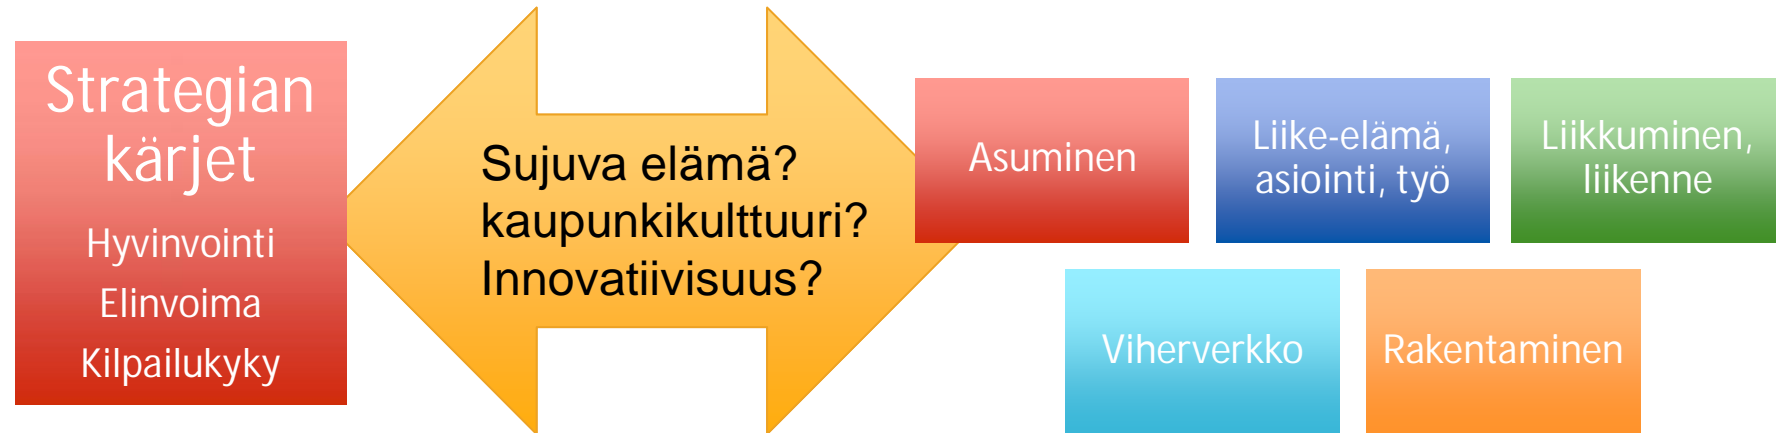 Strategian
kärjet
Hyvinvointi
Elinvoima
Kilpailukyky
Sujuva elämä?
kaupunkikulttuuri?
Innovatiivisuus?
Asuminen
Liike-elämä,
asiointi, työ
Liikkuminen,
liikenne
Viherverkko
Rakentaminen